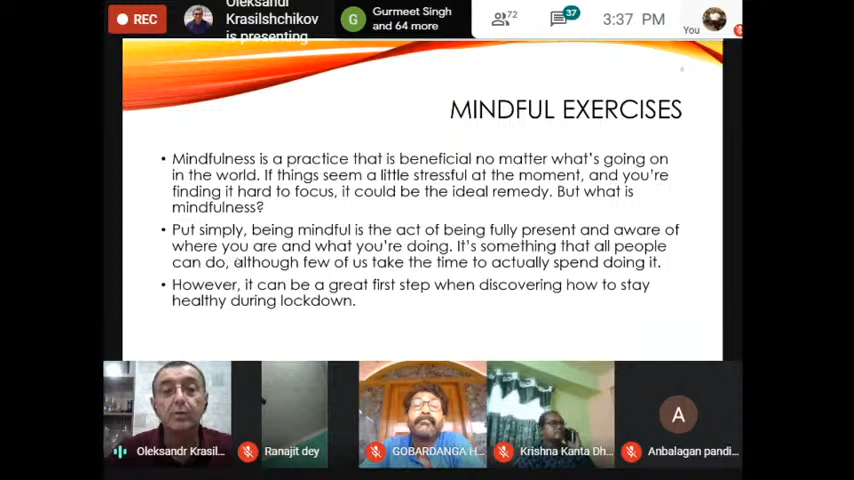 REC
Oleksandr
Krasilshchikov
is presenting
G
Gurmeet Singh
and 64 more
72
37
3:37 PM
You
MINDFUL EXERCISES
• Mindfulness is a practice that is beneficial no matter what's going on
in the world. If things seem a little stressful at the moment, and you're
finding it hard to focus, it could be the ideal remedy. But what is
mindfulness?
• Put simply, being mindful is the act of being fully present and aware of
where you are and what you're doing. It's something that all people
can do, although few of us take the time to actually spend doing it.
• However, it can be a great first step when discovering how to stay
healthy during lockdown.
A
Oleksandr Krasil...
Ranajit dey
GOBARDANGA H...
Krishna Kanta Dh...
Anbalagan pandi...